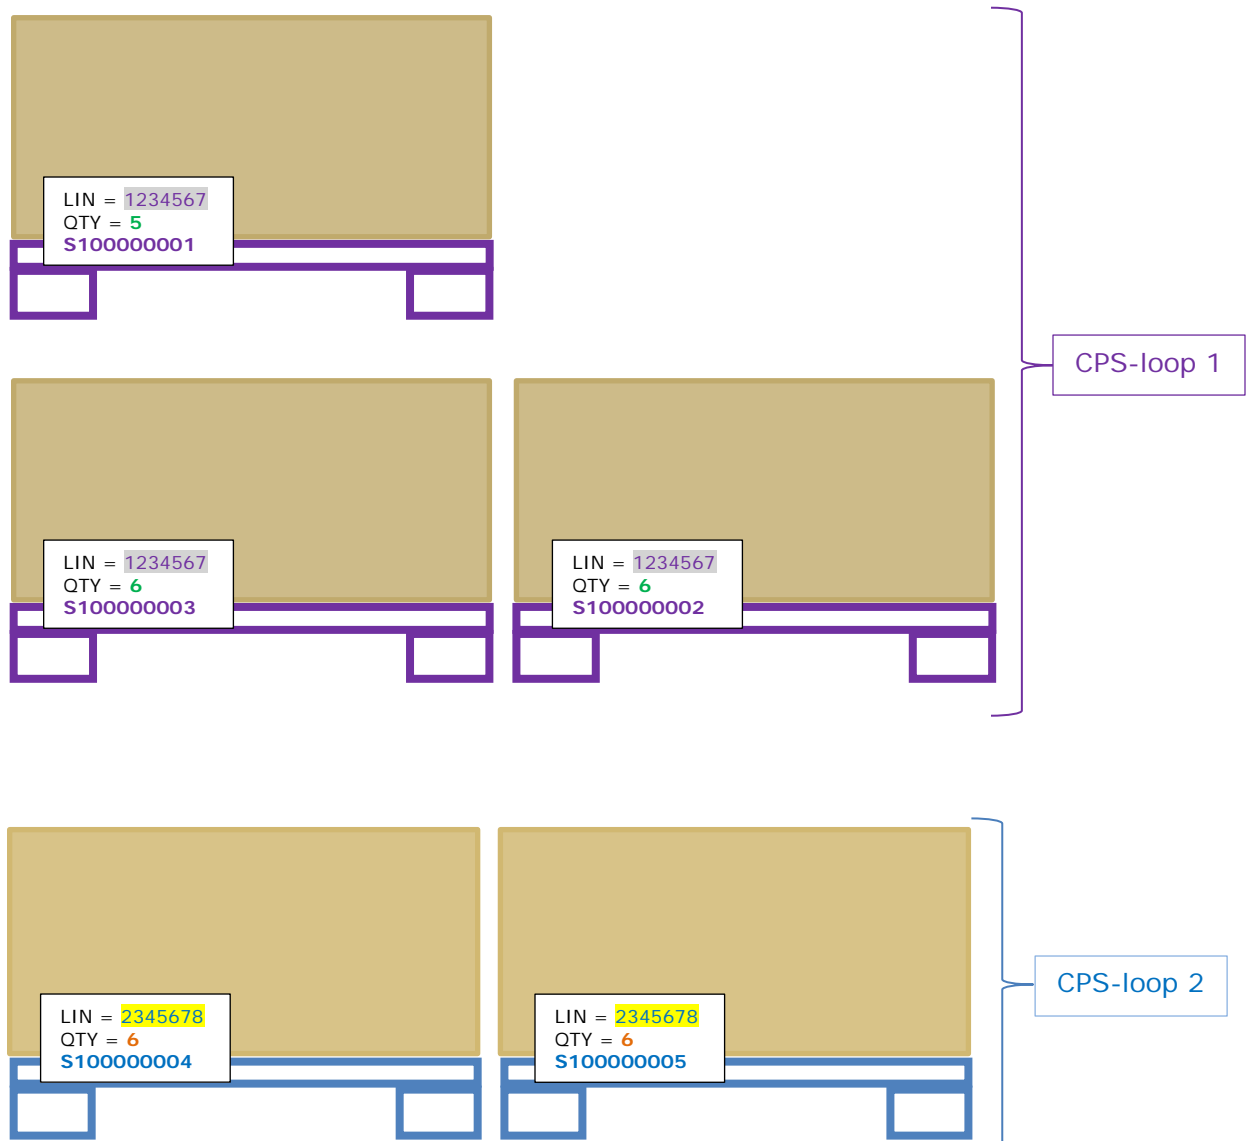 LIN = 1234567
QTY = 5
S100000001
CPS-loop 1
LIN = 1234567
QTY = 6
S100000003
LIN = 1234567
QTY = 6
S100000002
LIN = 2345678
QTY = 6
S100000004
LIN = 2345678
QTY = 6
S100000005
CPS-loop 2